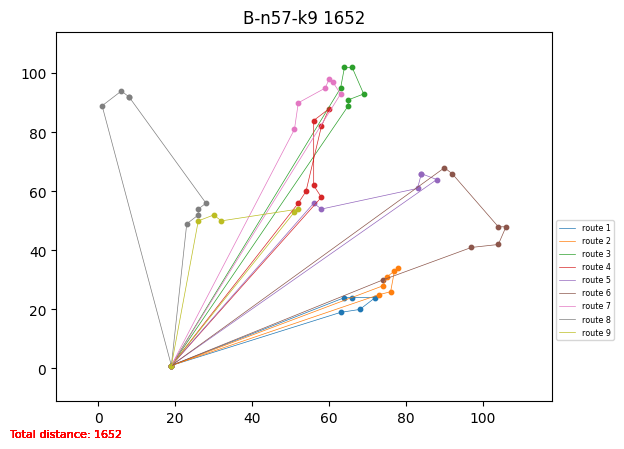 B-n57-k9 1652
100
80
60
40
20
0
0 20 40 60 80 100
route 1
route 2
route 3
route 4
route 5
route 6
route 7
route 8
route 9
Total distance: 1652